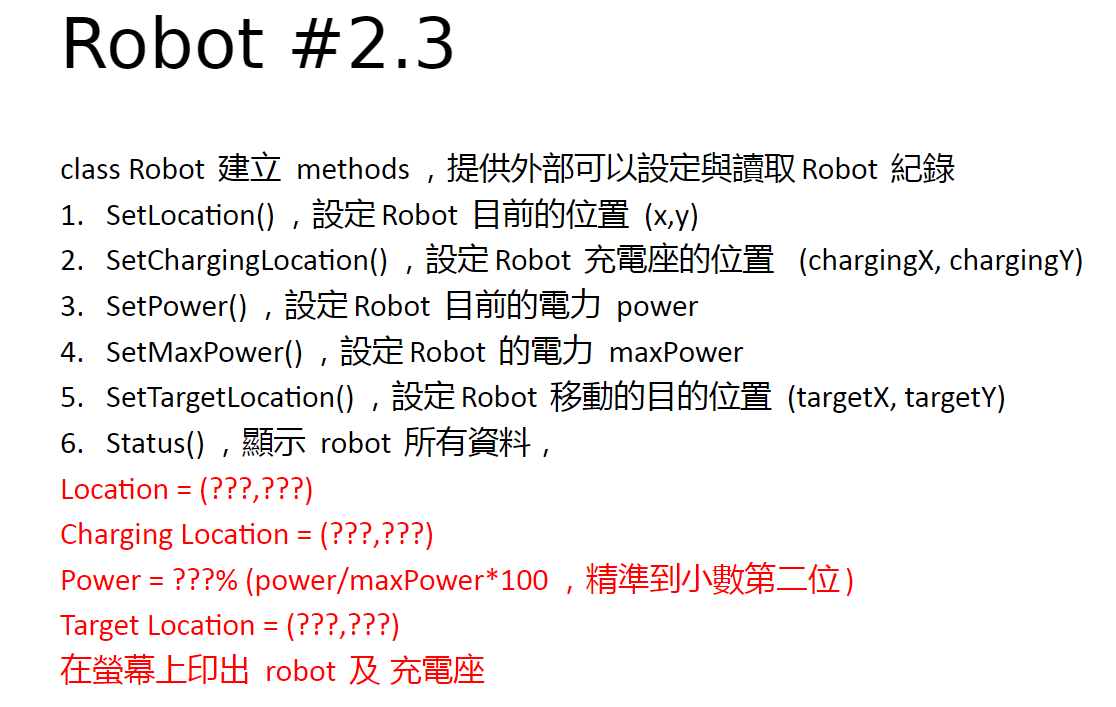 Robot #2.3
class Robot 建立 methods ，提供外部可以設定與讀取 Robot 紀錄
1. SetLocation() ，設定 Robot 目前的位置 (x,y)
2. SetChargingLocation() ，設定 Robot 充電座的位置 (chargingX, chargingY)
3. SetPower() ，設定 Robot 目前的電力 power
4. SetMaxPower() ，設定 Robot 的電力 maxPower
5. SetTargetLocation() ，設定 Robot 移動的目的位置 (targetX, targetY)
6. Status() ，顯示 robot 所有資料，
Location = (???,???)
Charging Location = (???,???)
Power = ???% (power/maxPower*100 ，精準到小數第二位)
Target Location = (???,???)
在螢幕上印出 robot 及 充電座